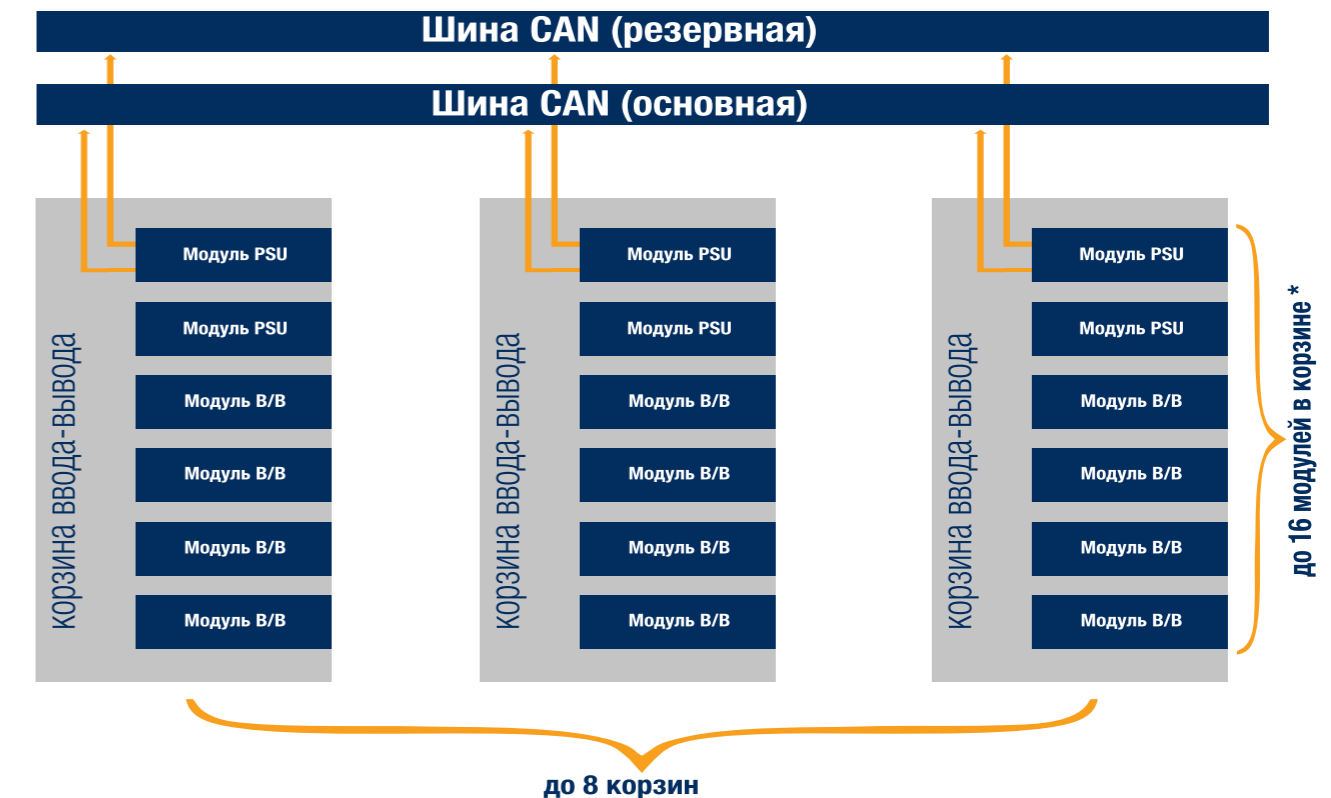 Шина CAN (резервная)
Шина CAN (основная)
корзина ввода-вывода
Модуль PSU
Модуль PSU
Модуль В/В
Модуль В/В
Модуль В/В
Модуль В/В
корзина ввода-вывода
Модуль PSU
Модуль PSU
Модуль В/В
Модуль В/В
Модуль В/В
Модуль В/В
корзина ввода-вывода
Модуль PSU
Модуль PSU
Модуль В/В
Модуль В/В
Модуль В/В
Модуль В/В
до 16 модулей в корзине *
до 8 корзин